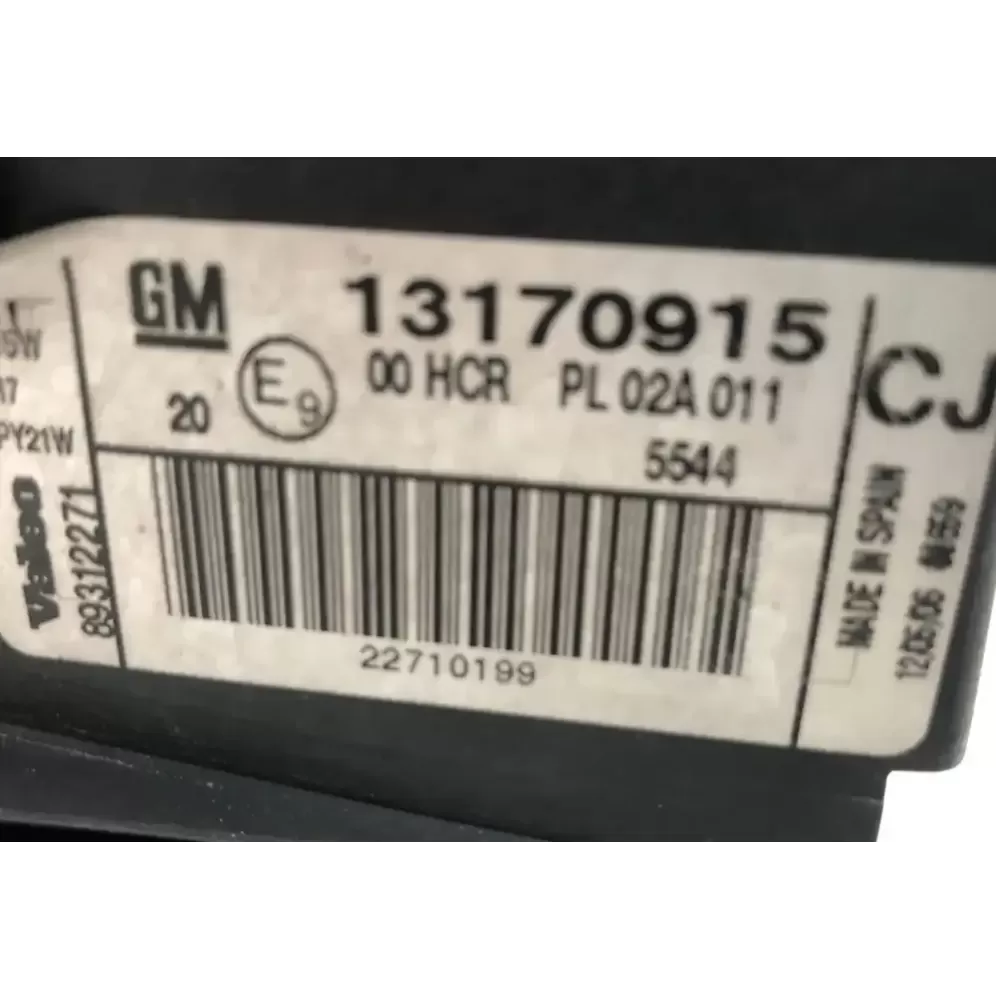 GM 13170915
20 E9 00 HCR PL 02A 011
5544
PY21W
Valeo
89312271
22710199
CJ
MADE IN SPAIN
12/05/06